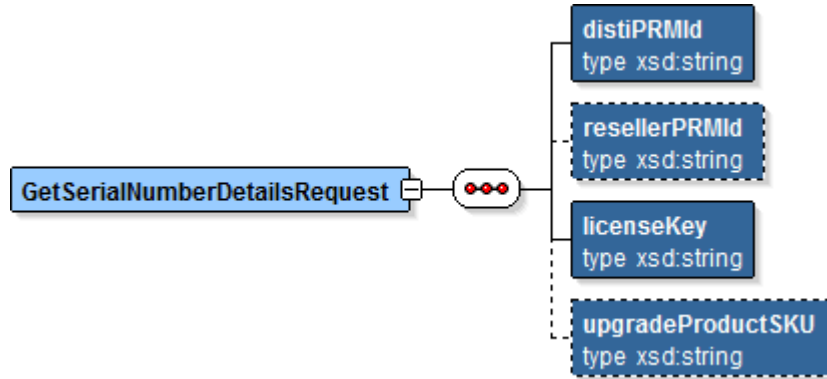 distiPRMId
type xsd:string
resellerPRMId
type xsd:string
GetSerialNumberDetailsRequest
licenseKey
type xsd:string
upgradeProductSKU
type xsd:string